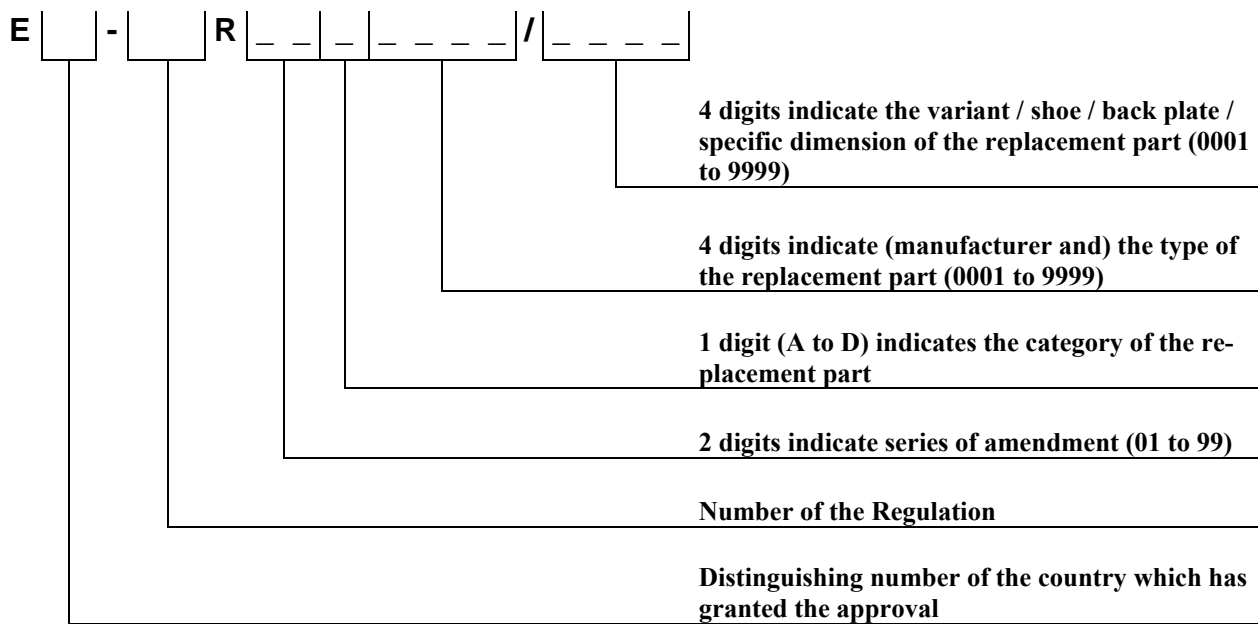 E - R _ _ _ _ _ _ _ / _ _ _ _
4 digits indicate the variant / shoe / back plate /
specific dimension of the replacement part (0001
to 9999)
4 digits indicate (manufacturer and) the type of
the replacement part (0001 to 9999)
1 digit (A to D) indicates the category of the re-
placement part
2 digits indicate series of amendment (01 to 99)
Number of the Regulation
Distinguishing number of the country which has
granted the approval